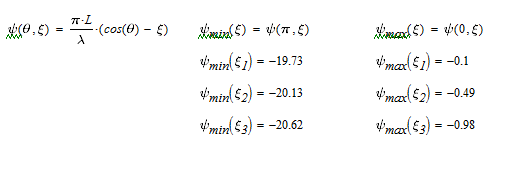 ψ(θ,ξ) = π·L/λ·(cos(θ) − ξ)    ψmin(ξ) = ψ(π,ξ)    ψmax(ξ) = ψ(0,ξ)
ψmin(ξ1) = −19.73    ψmax(ξ1) = −0.1
ψmin(ξ2) = −20.13    ψmax(ξ2) = −0.49
ψmin(ξ3) = −20.62    ψmax(ξ3) = −0.98